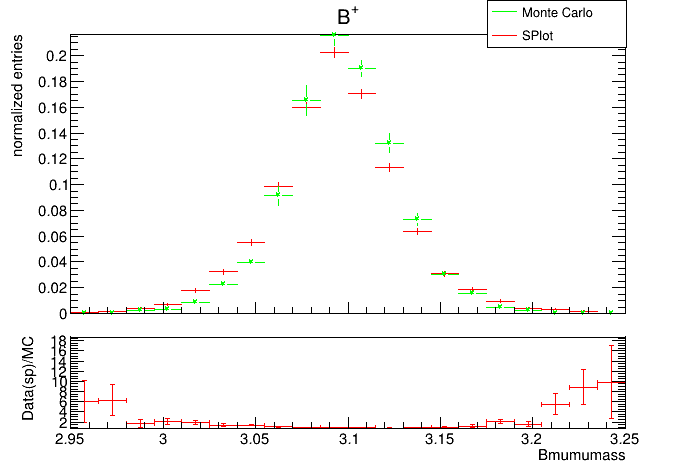 B+
Monte Carlo
SPlot
normalized entries
0.2
0.18
0.16
0.14
0.12
0.1
0.08
0.06
0.04
0.02
0
Data(sp)/MC
18
16
14
12
10
8
6
4
2
2.95 3 3.05 3.1 3.15 3.2 3.25
Bmumumass